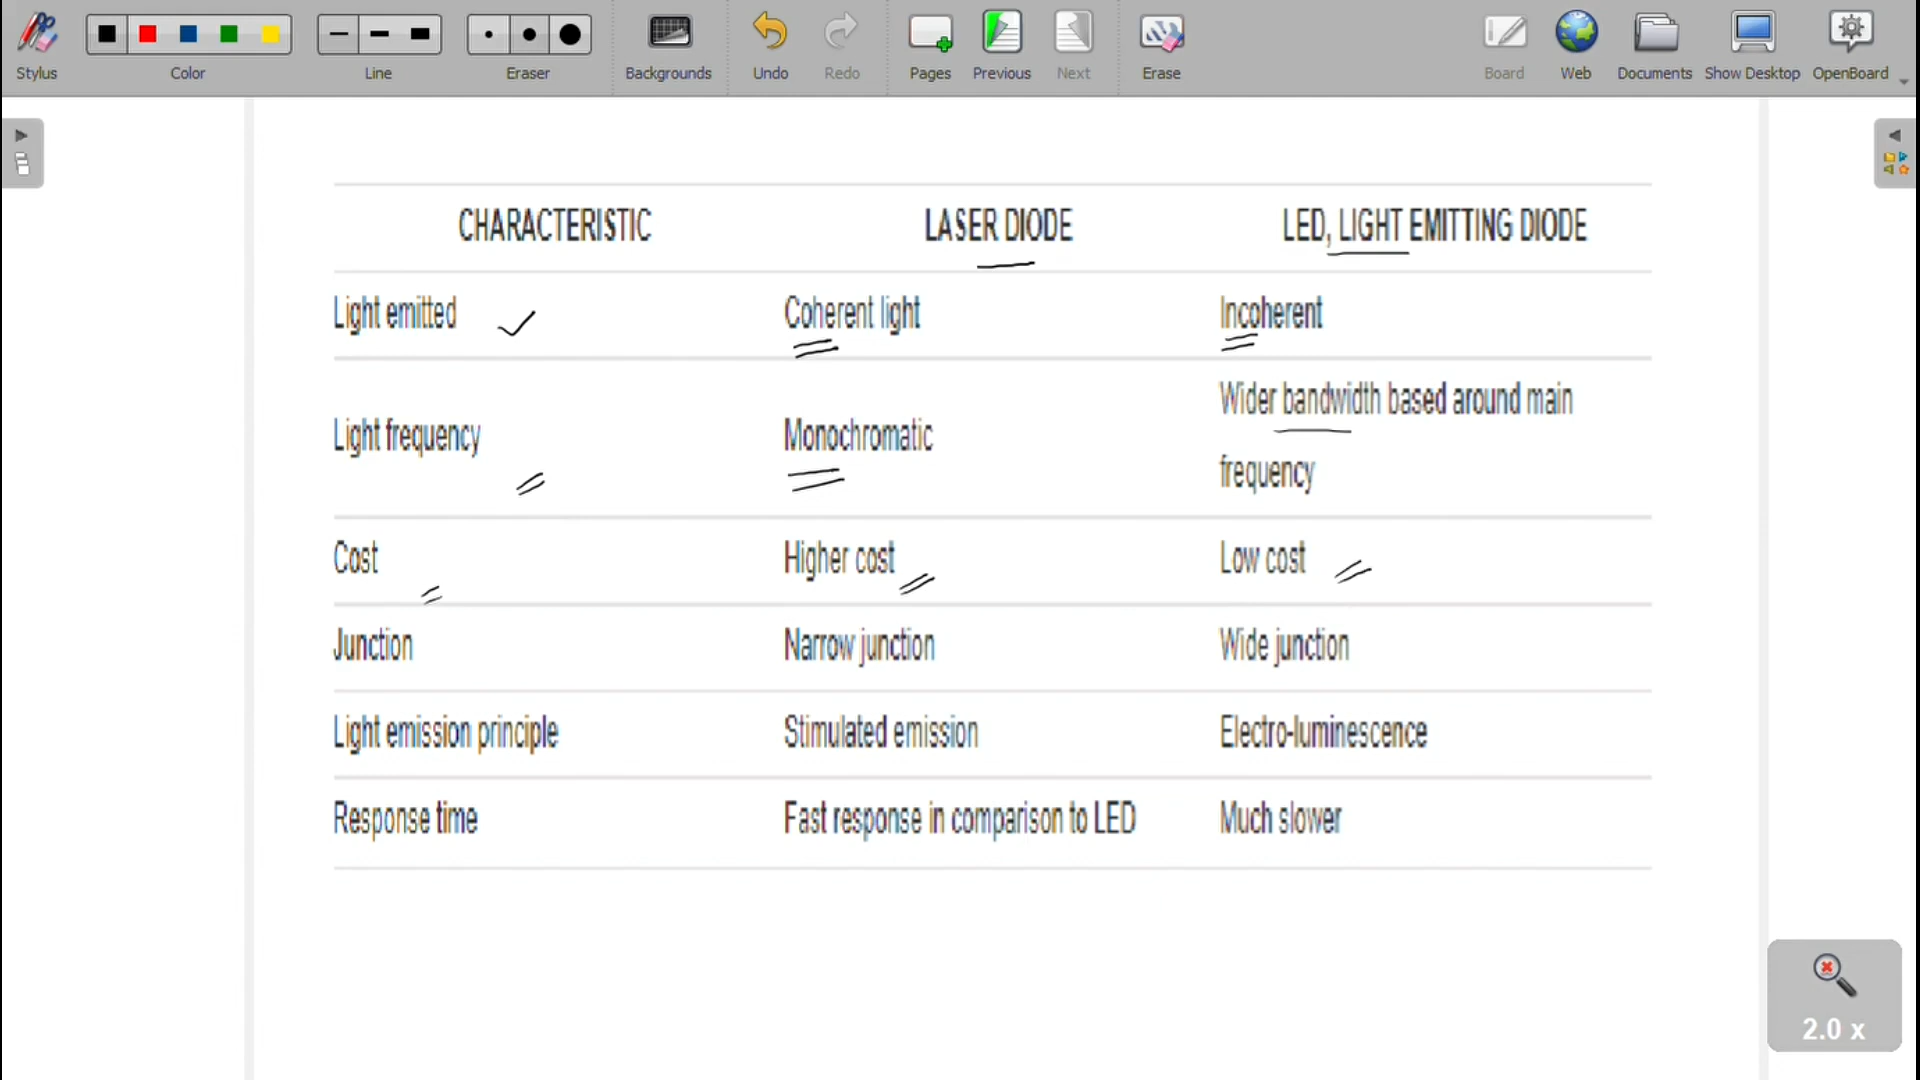 Stylus Color Line Eraser Backgrounds Undo Redo Pages Previous Next Erase Board Web Documents Show Desktop OpenBoard
CHARACTERISTIC LASER DIODE LED, LIGHT EMITTING DIODE
Light emitted Coherent light Incoherent
Light frequency Monochromatic Wider bandwidth based around main
frequency
Cost Higher cost Low cost
Junction Narrow junction Wide junction
Light emission principle Stimulated emission Electro-luminescence
Response time Fast response in comparison to LED Much slower
2.0 x